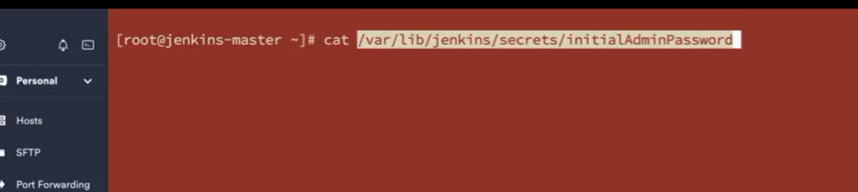 [root@jenkins-master ~]# cat /var/lib/jenkins/secrets/initialAdminPassword
Personal
Hosts
SFTP
Port Forwarding